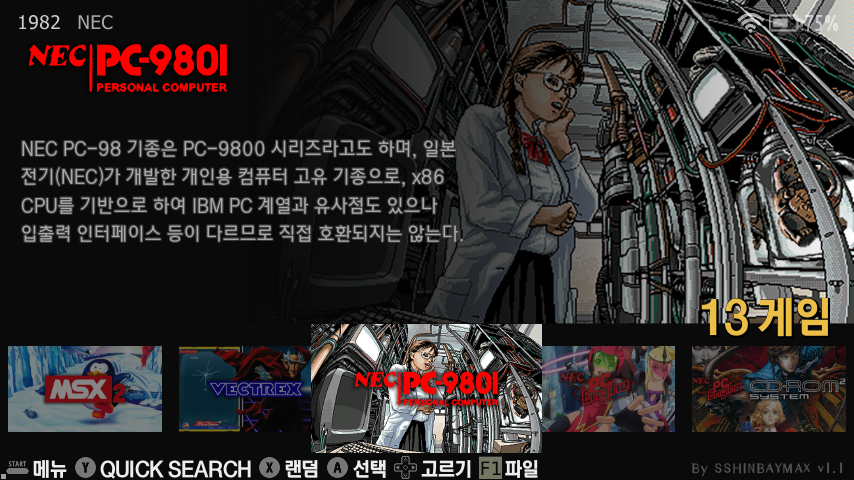 1982 NEC
75%
NEC PC-9801
PERSONAL COMPUTER
NEC PC-98 기종은 PC-9800 시리즈라고도 하며, 일본
전기(NEC)가 개발한 개인용 컴퓨터 고유 기종으로, x86
CPU를 기반으로 하여 IBM PC 계열과 유사점도 있으나
입출력 인터페이스 등이 다르므로 직접 호환되지는 않는다.
13 게임
MSX 2
VECTREX
NEC PC-9801
PERSONAL COMPUTER
NEC PC Engine
NEC PC Engine CD-ROM2
SYSTEM
START 메뉴 Y QUICK SEARCH X 랜덤 A 선택 고르기 F1 파일
By SSHINBAYMAX v1.1